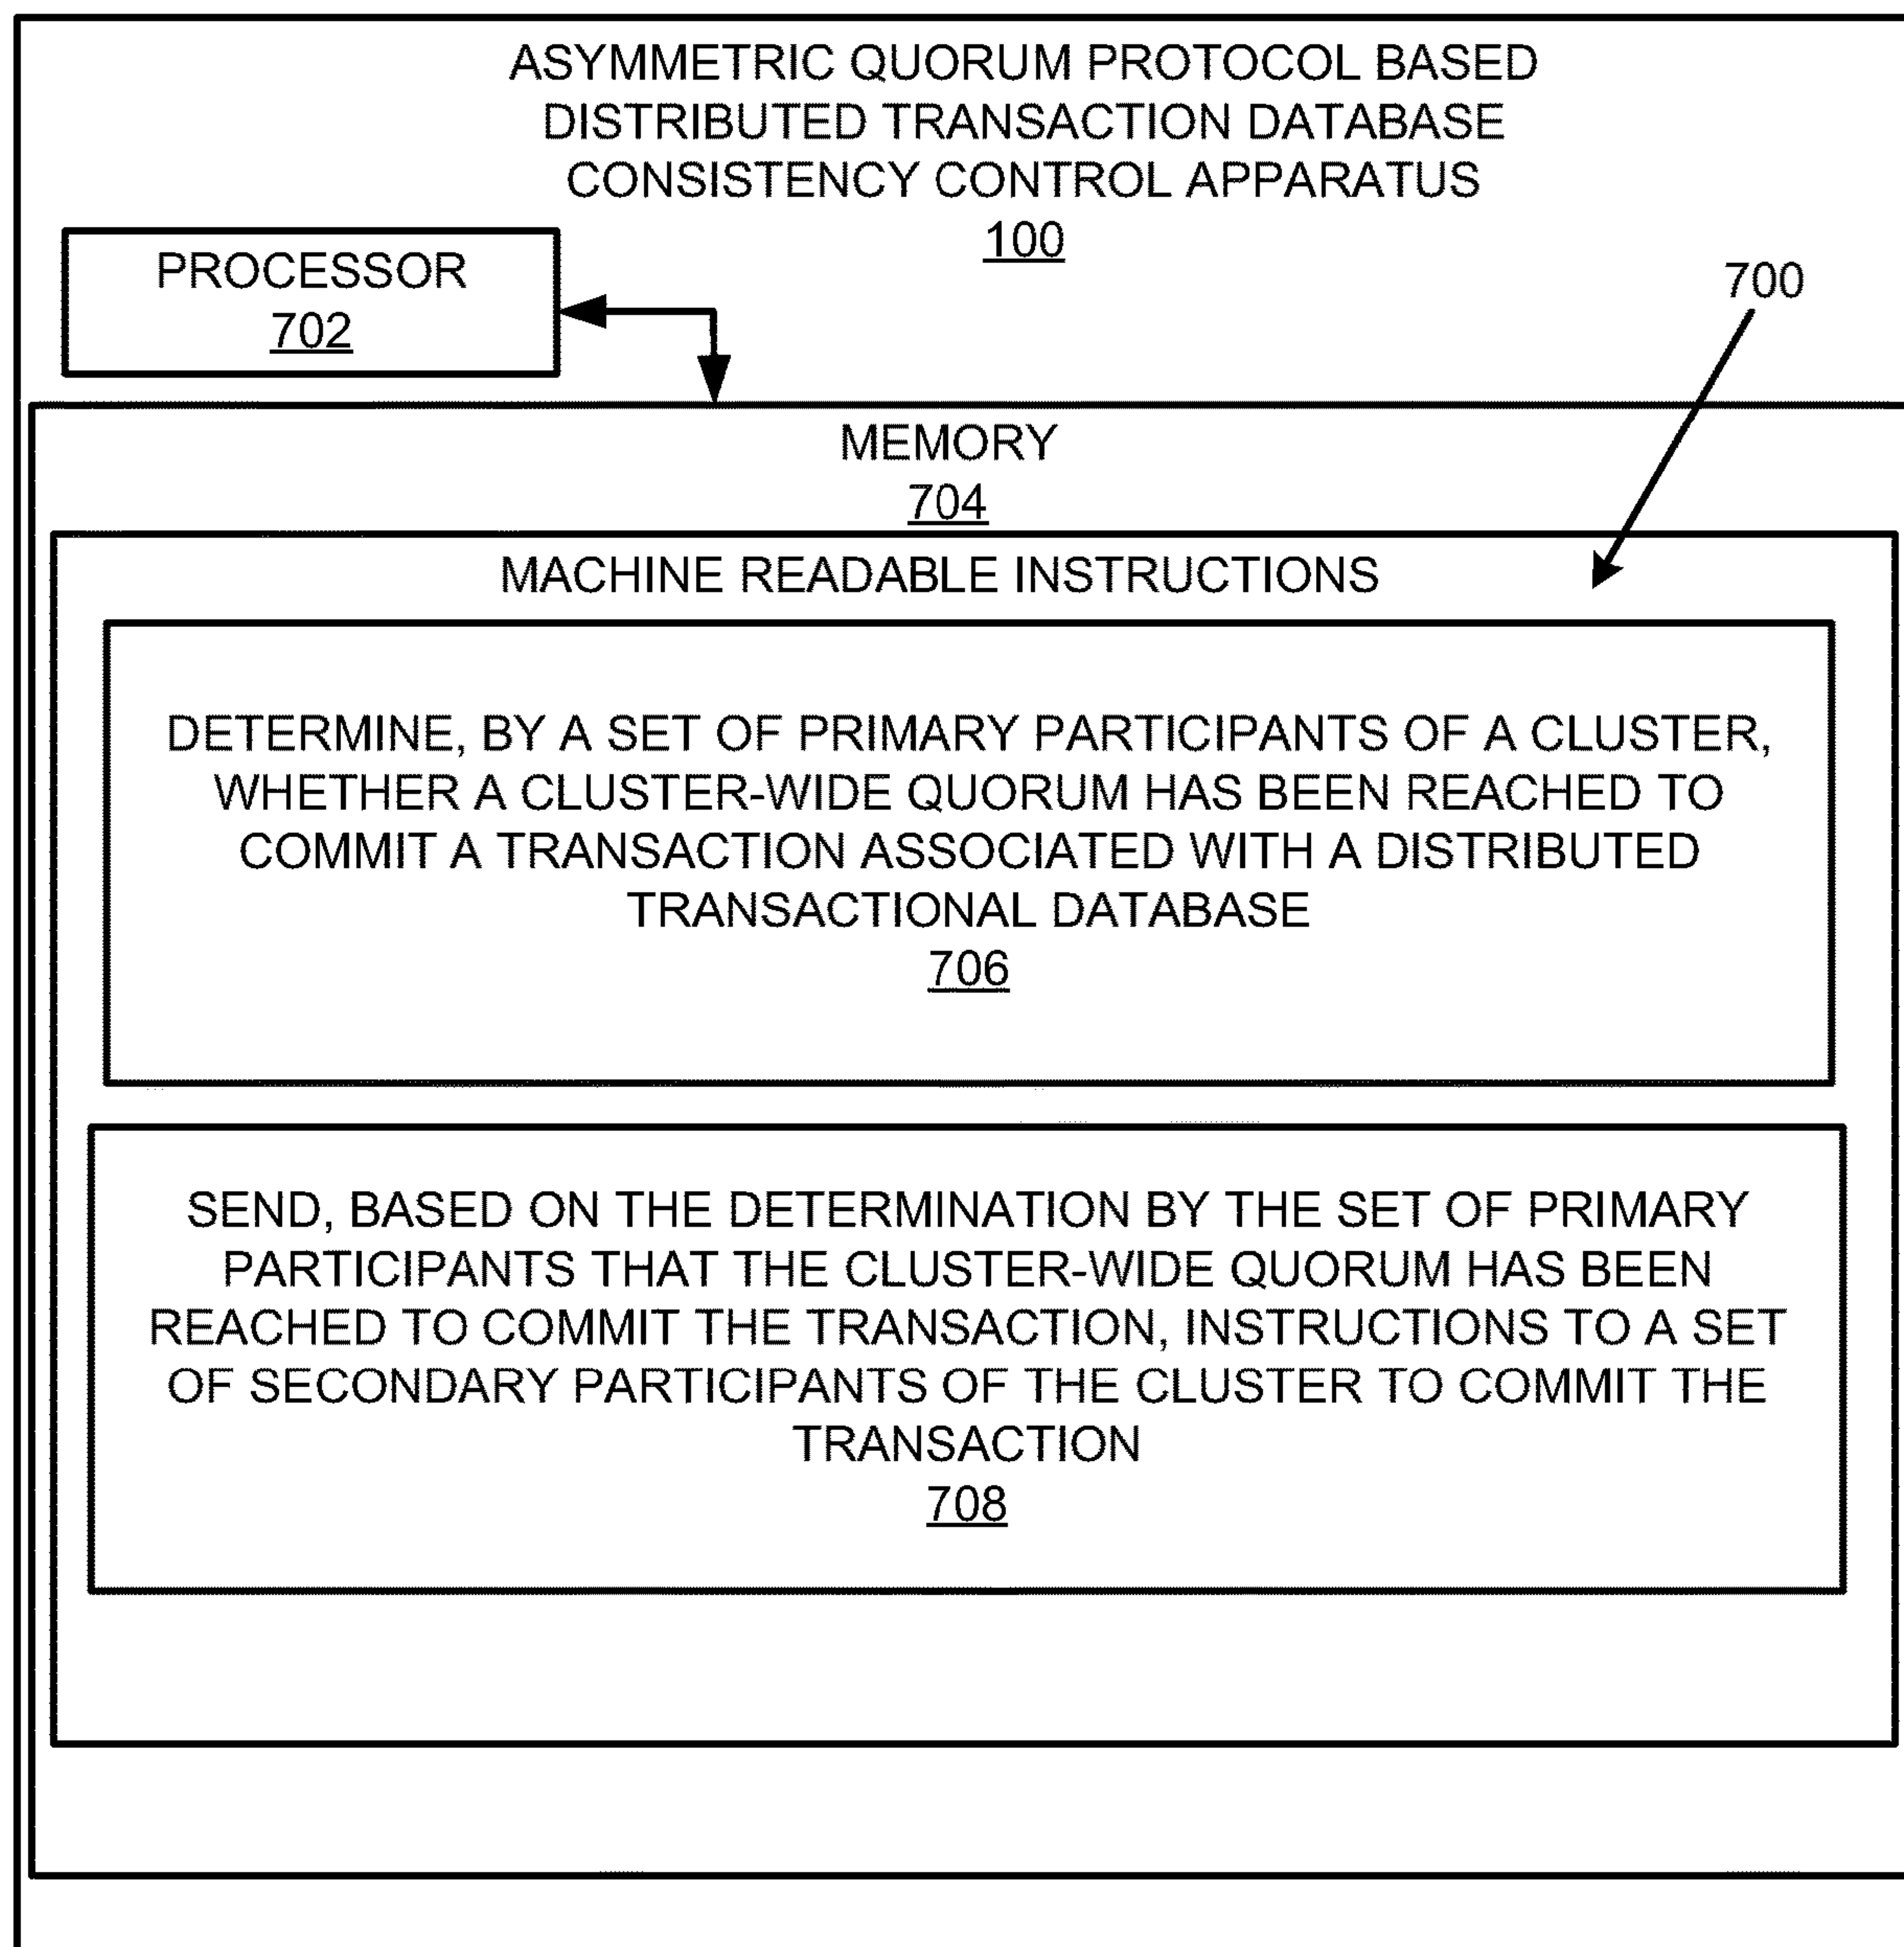 ASYMMETRIC QUORUM PROTOCOL BASED
DISTRIBUTED TRANSACTION DATABASE
CONSISTENCY CONTROL APPARATUS
100
PROCESSOR
702
700
MEMORY
704
MACHINE READABLE INSTRUCTIONS
DETERMINE, BY A SET OF PRIMARY PARTICIPANTS OF A CLUSTER,
WHETHER A CLUSTER-WIDE QUORUM HAS BEEN REACHED TO
COMMIT A TRANSACTION ASSOCIATED WITH A DISTRIBUTED
TRANSACTIONAL DATABASE
706
SEND, BASED ON THE DETERMINATION BY THE SET OF PRIMARY
PARTICIPANTS THAT THE CLUSTER-WIDE QUORUM HAS BEEN
REACHED TO COMMIT THE TRANSACTION, INSTRUCTIONS TO A SET
OF SECONDARY PARTICIPANTS OF THE CLUSTER TO COMMIT THE
TRANSACTION
708